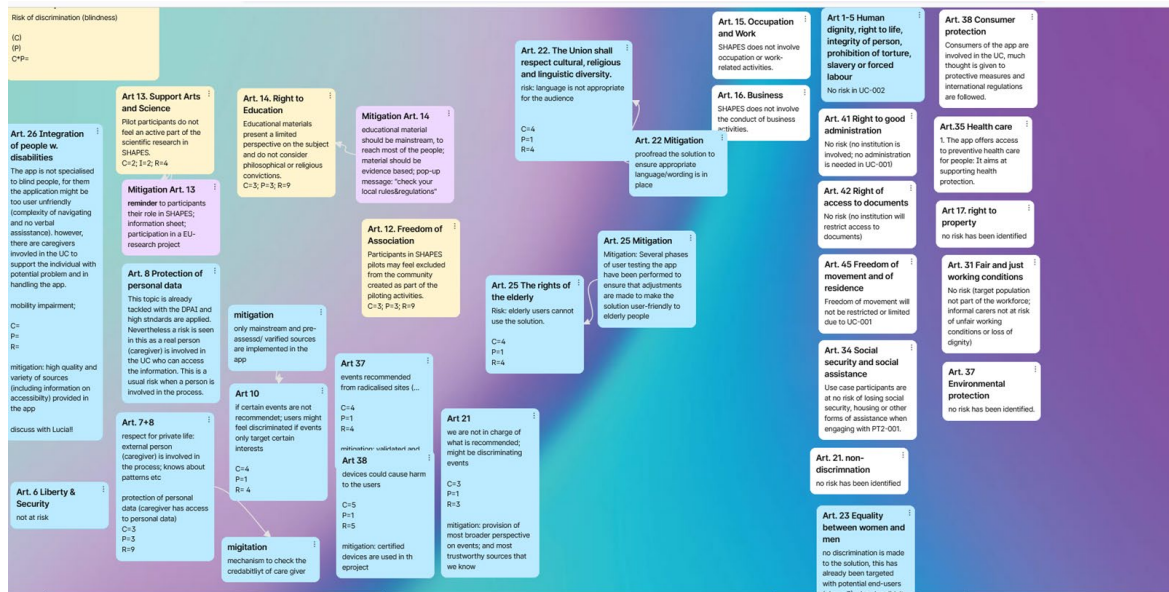 Risk of discrimination (blindness)
(C)
(P)
C*P=
Art. 26 Integration
of people w.
disabilities
The app is not specialised
to blind people, for them
the application might be
too user unfriendly
(complexity of navigating
and no verbal
assisstance). however,
there are caregivers
invovled in the UC to
support the individual with
potential problem and in
handling the app.
mobility impairment;
C=
P=
R=
mitigation: high quality and
variety of sources
(including information on
accessibilty) provided in
the app
discuss with Lucia!!
Art. 6 Liberty &
Security
not at risk
Art 13. Support Arts
and Science
Pilot participants do not
feel an active part of the
scientific research in
SHAPES.
C=2; I=2; R=4
Mitigation Art. 13
reminder to participants
their role in SHAPES;
information sheet;
participation in a EU-
research project
Art. 8 Protection of
personal data
This topic is already
tackled with the DPAI and
high stndards are applied.
Nevertheless a risk is seen
in this as a real person
(caregiver) is involved in
the UC who can access
the information. This is a
usual risk when a person is
involved in the process.
Art. 7+8
respect for private life:
external person
(caregiver) is involved in
the process; knows about
patterns etc
protection of personal
data (caregiver has access
to personal data)
C=3
P=3
R=9
Art. 14. Right to
Education
Educational materials
present a limited
perspective on the subject
and do not consider
philosophical or religious
convictions.
C=3; P=3; R=9
mitigation
only mainstream and pre-
assessd/ varified sources
are implemented in the
app
Art 10
if certain events are not
recommendet; users might
feel discriminated if events
only target certain
interests
C=4
P=1
R= 4
migitation
mechanism to check the
credabitliyt of care giver
Mitigation Art. 14
educational material
should be mainstream, to
reach most of the people;
material should be
evidence based; pop-up
message: "check your
local rules&regulations"
Art. 12. Freedom of
Association
Participants in SHAPES
pilots may feel excluded
from the community
created as part of the
piloting activities.
C=3; P=3; R=9
Art 37
events recommended
from radicalised sites (...
C=4
P=1
R=4
mitigation: validated and
Art 38
devices could cause harm
to the users
C=5
P=1
R=5
mitigation: certified
devices are used in th
eproject
Art 21
we are not in charge of
what is recommended;
might be discriminating
events
C=3
P=1
R=3
mitigation: provision of
most broader perspective
on events; and most
trustworthy sources that
we know
Art. 22. The Union shall
respect cultural, religious
and linguistic diversity.
risk: language is not appropriate
for the audience
C=4
P=1
R=4
Art. 22 Mitigation
proofread the solution to
ensure appropriate
language/wording is in
place
Art. 25 The rights of
the elderly
Risk: elderly users cannot
use the solution.
C=4
P=1
R=4
Art. 25 Mitigation
Mitigation: Several phases
of user testing the app
have been performed to
ensure that adjustments
are made to make the
solution user-friendly to
elderly people
Art. 15. Occupation
and Work
SHAPES does not involve
occupation or work-
related activities.
Art. 16. Business
SHAPES does not involve
the conduct of business
activities.
Art 1-5 Human
dignity, right to life,
integrity of person,
prohibition of torture,
slavery or forced
labour
No risk in UC-002
Art. 41 Right to good
administration
No risk (no institution is
involved; no administration
is needed in UC-001)
Art. 42 Right of
access to documents
No risk (no institution will
restrict access to
documents)
Art. 45 Freedom of
movement and of
residence
Freedom of movement will
not be restricted or limited
due to UC-001
Art. 34 Social
security and social
assistance
Use case participants are
at no risk of losing social
security, housing or other
forms of assistance when
engaging with PT2-001.
Art. 21. non-
discrimnation
no risk has been identified
Art. 23 Equality
between women and
men
no discrimination is made
to the solution, this has
already been targeted
with potential end-users
Art. 38 Consumer
protection
Consumers of the app are
involved in the UC, much
thought is given to
protective measures and
international regulations
are followed.
Art.35 Health care
1. The app offers access
to preventive health care
for people: It aims at
supporting health
protection.
Art 17. right to
property
no risk has been identified
Art. 31 Fair and just
working conditions
No risk (target population
not part of the workforce;
informal carers not at risk
of unfair working
conditions or loss of
dignity)
Art. 37
Environmental
protection
no risk has been identified.